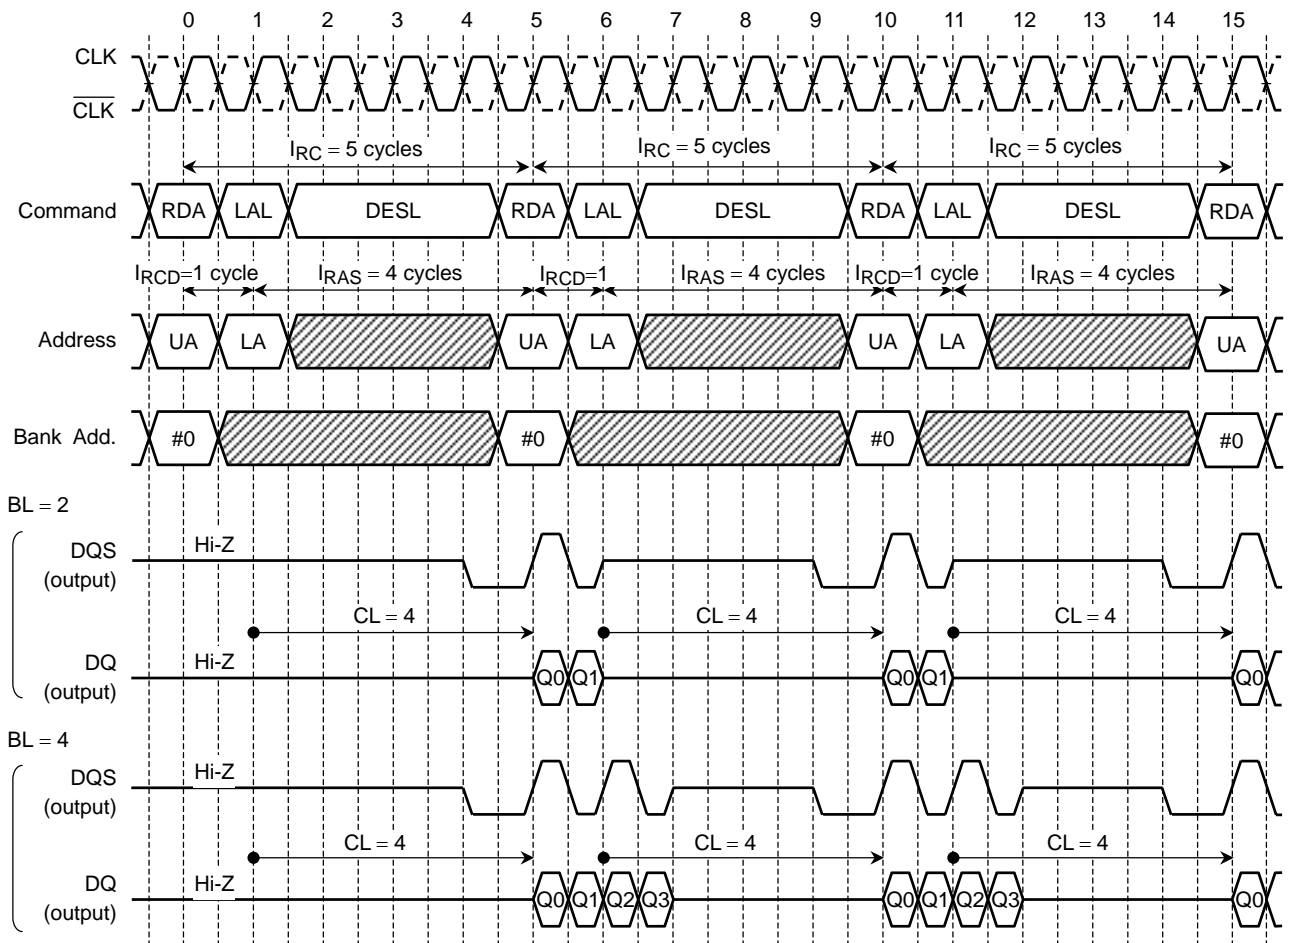 0 1 2 3 4 5 6 7 8 9 10 11 12 13 14 15
CLK
CLK
IRC = 5 cycles IRC = 5 cycles IRC = 5 cycles
Command RDA LAL DESL RDA LAL DESL RDA LAL DESL RDA
IRCD=1 cycle IRAS = 4 cycles IRCD=1 IRAS = 4 cycles IRCD=1 cycle IRAS = 4 cycles
Address UA LA UA LA UA LA UA
Bank Add. #0 #0 #0 #0
BL = 2
DQS Hi-Z
(output)
CL = 4 CL = 4 CL = 4
DQ Hi-Z Q0 Q1 Q0 Q1 Q0
(output)
BL = 4
DQS Hi-Z
(output)
CL = 4 CL = 4 CL = 4
DQ Hi-Z Q0 Q1 Q2 Q3 Q0 Q1 Q2 Q3 Q0
(output)